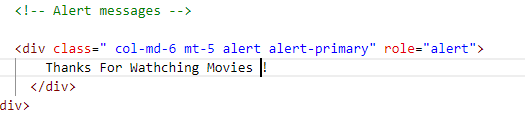 <!-- Alert messages -->
<div class=" col-md-6 mt-5 alert alert-primary" role="alert">
Thanks For Wathching Movies !
</div>
div>